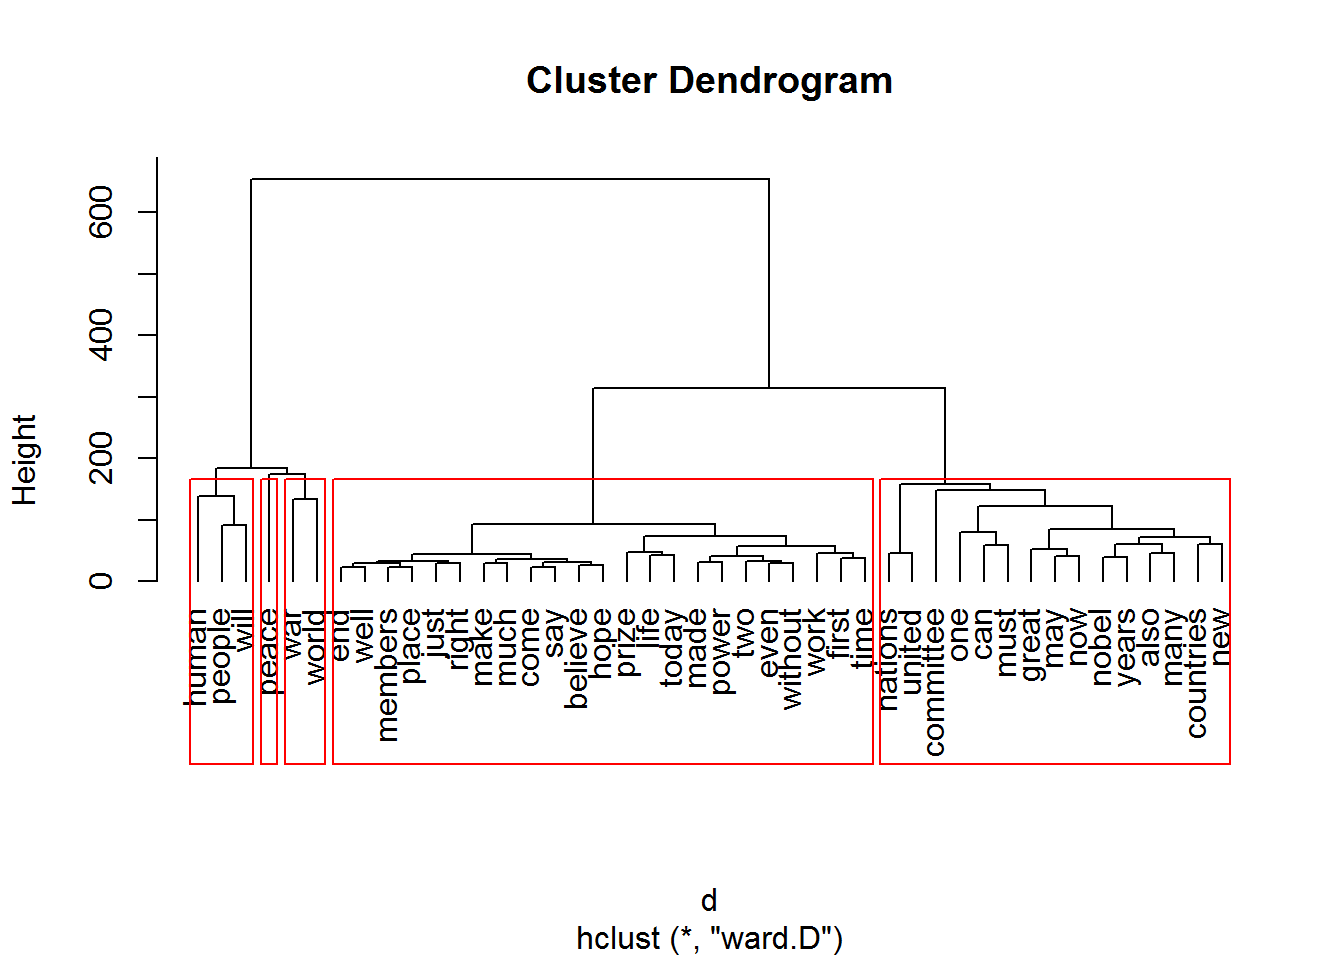 Cluster Dendrogram
Height
600
400
200
0
human
people
will
peace
war
world
end
well
members
place
just
right
make
much
come
say
believe
hope
prize
life
today
made
power
two
even
without
work
first
time
nations
united
committee
one
can
must
great
may
now
nobel
years
also
many
countries
new
d
hclust (*, "ward.D")